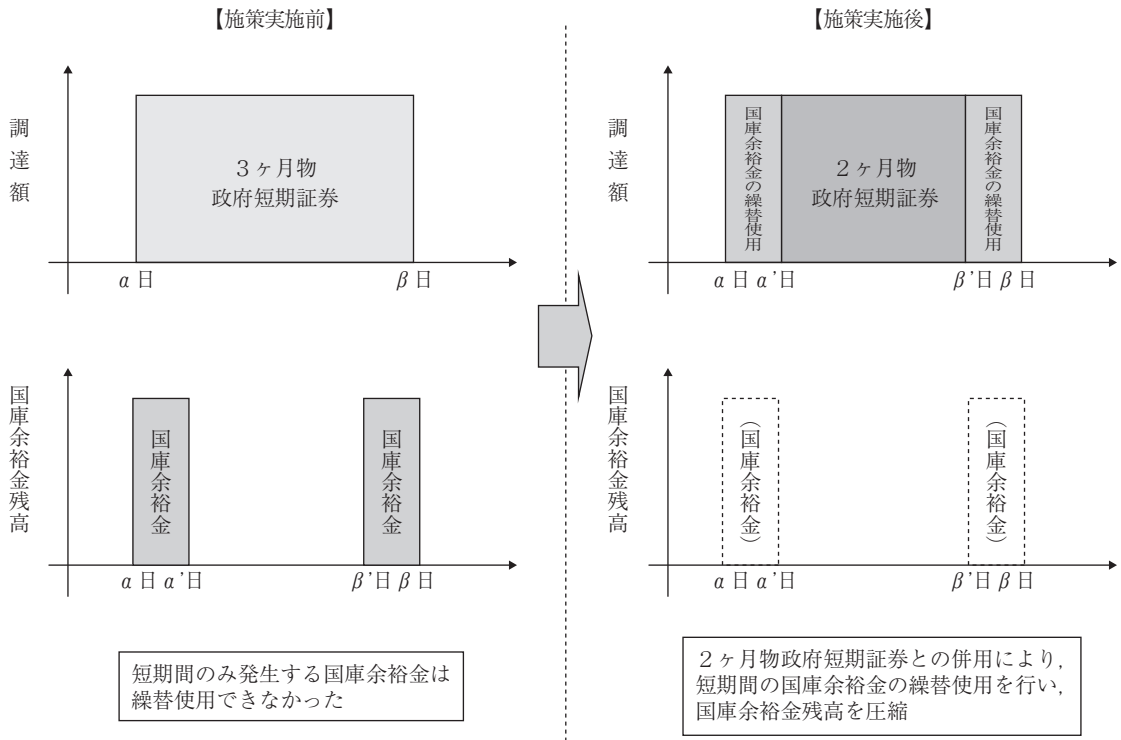 【施策実施前】
調達額
3ヶ月物
政府短期証券
α日
β日
国庫余裕金残高
国庫余裕金
国庫余裕金
α日 α'日
β'日 β日
短期間のみ発生する国庫余裕金は
繰替使用できなかった
【施策実施後】
調達額
国庫余裕金の繰替使用
2ヶ月物
政府短期証券
国庫余裕金の繰替使用
α日 α'日
β'日 β日
国庫余裕金残高
(国庫余裕金)
(国庫余裕金)
α日 α'日
β'日 β日
2ヶ月物政府短期証券との併用により,
短期間の国庫余裕金の繰替使用を行い,
国庫余裕金残高を圧縮